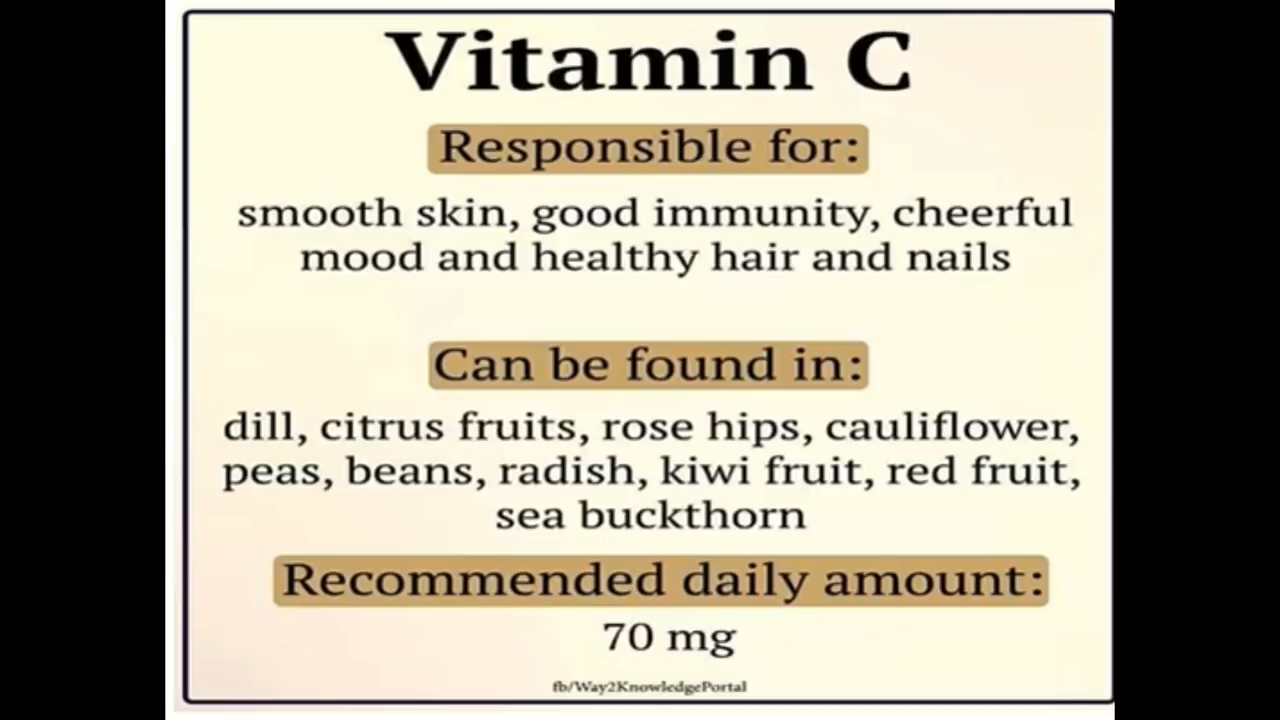 Vitamin C
Responsible for:
smooth skin, good immunity, cheerful
mood and healthy hair and nails
Can be found in:
dill, citrus fruits, rose hips, cauliflower,
peas, beans, radish, kiwi fruit, red fruit,
sea buckthorn
Recommended daily amount:
70 mg
fb/Way2KnowledgePortal